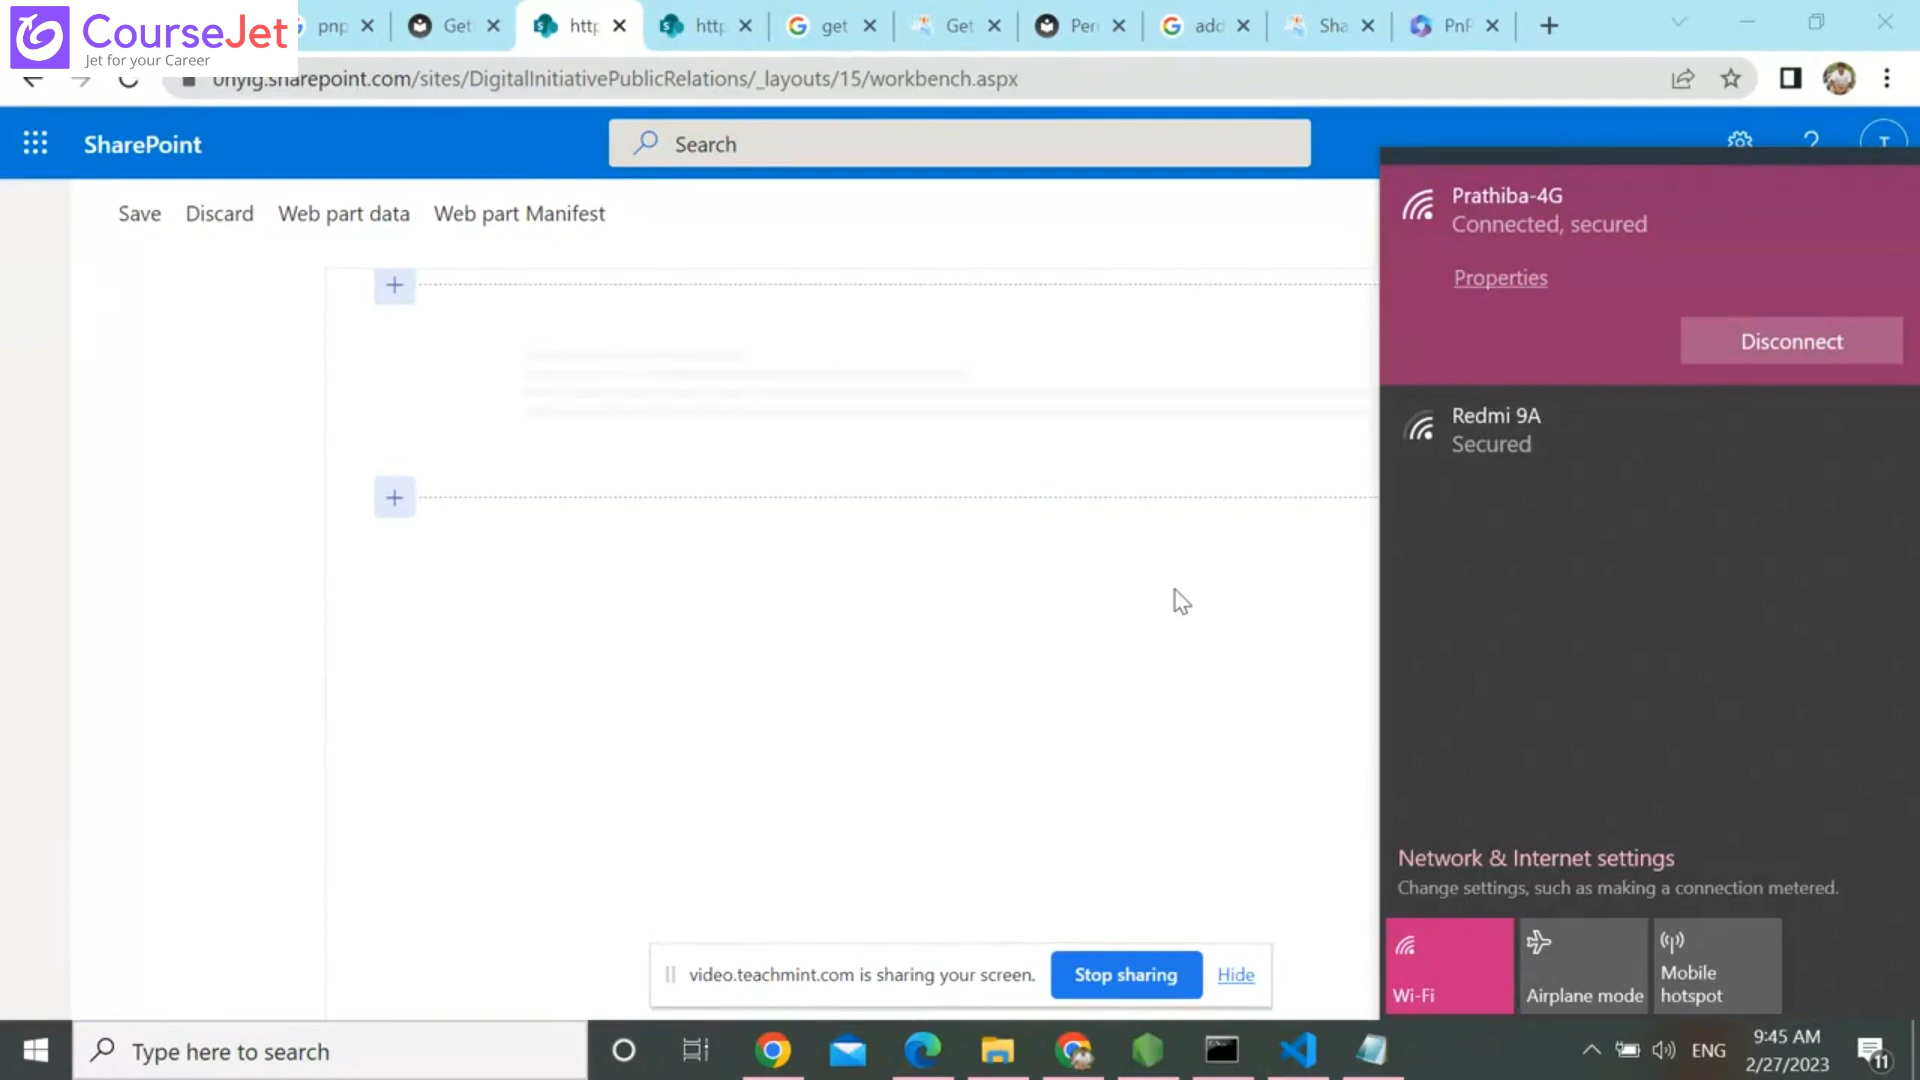 CourseJet
Jet for your Career
pnp
Get
http
http
get
Get
Per
add
Sha
PnP
.sharepoint.com/sites/DigitalInitiativePublicRelations/_layouts/15/workbench.aspx
SharePoint
Search
?
T
Save
Discard
Web part data
Web part Manifest
Prathiba-4G
Connected, secured
Properties
Disconnect
Redmi 9A
Secured
Network & Internet settings
Change settings, such as making a connection metered.
video.teachmint.com is sharing your screen.
Stop sharing
Hide
Wi-Fi
Airplane mode
Mobile
hotspot
Type here to search
ENG
9:45 AM
2/27/2023
11